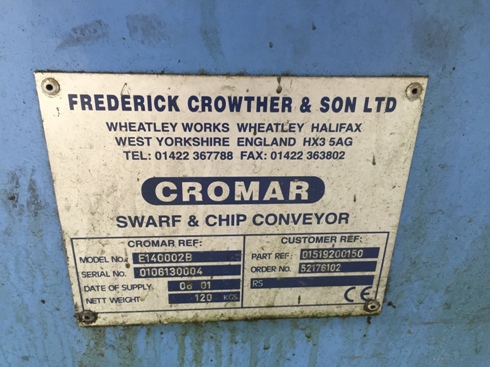 FREDERICK CROWTHER & SON LTD
WHEATLEY WORKS WHEATLEY HALIFAX
WEST YORKSHIRE ENGLAND HX3 5AG
TEL: 01422 367788 FAX: 01422 363802
CROMAR
SWARF & CHIP CONVEYOR
CROMAR REF:
MODEL NO. E140002B
SERIAL NO. 0106130004
DATE OF SUPPLY 06 01
NETT WEIGHT 120 KGS
CUSTOMER REF:
PART REF: 01519200150
ORDER NO. 52176102
RS
CE